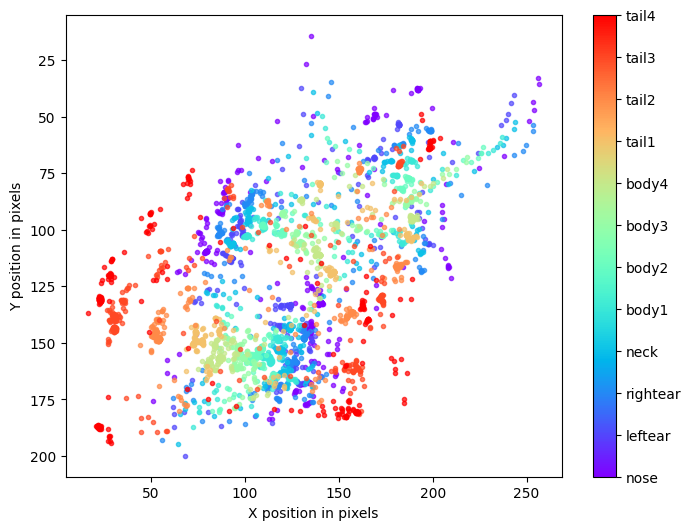 25
50
75
100
125
150
175
200
50
100
150
200
250
X position in pixels
Y position in pixels
tail4
tail3
tail2
tail1
body4
body3
body2
body1
neck
rightear
leftear
nose